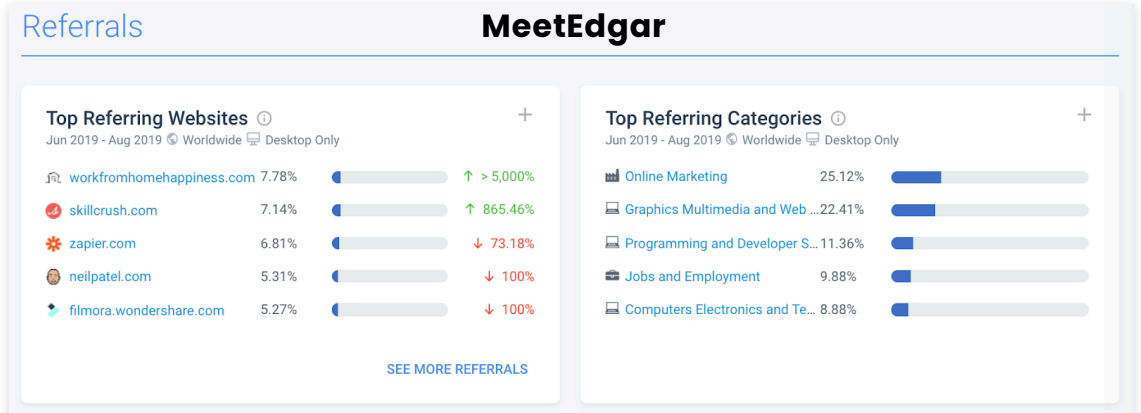 Referrals
MeetEdgar
Top Referring Websites
Jun 2019 - Aug 2019 Worldwide Desktop Only
workfromhomehappiness.com 7.78% ↑ > 5,000%
skillcrush.com 7.14% ↑ 865.46%
zapier.com 6.81% ↓ 73.18%
neilpatel.com 5.31% ↓ 100%
filmora.wondershare.com 5.27% ↓ 100%
SEE MORE REFERRALS
Top Referring Categories
Jun 2019 - Aug 2019 Worldwide Desktop Only
Online Marketing 25.12%
Graphics Multimedia and Web ... 22.41%
Programming and Developer S... 11.36%
Jobs and Employment 9.88%
Computers Electronics and Te... 8.88%